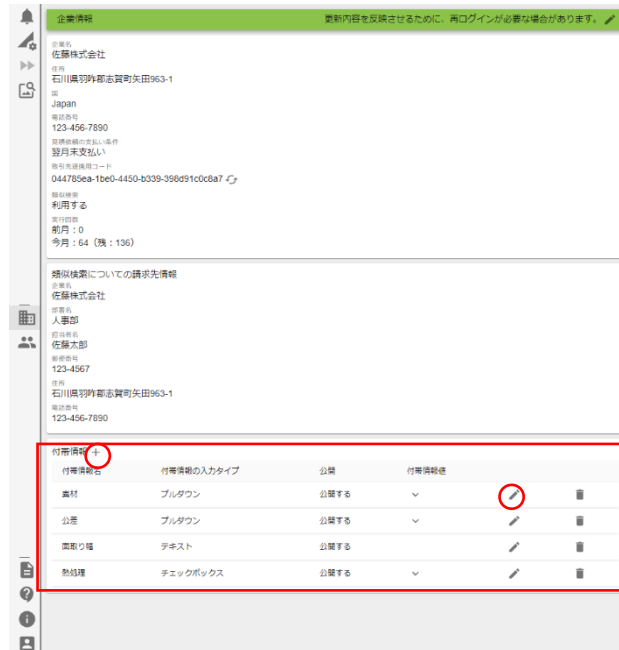 企業情報
更新内容を反映させるために、再ログインが必要な場合があります。
企業名
佐藤株式会社
住所
石川県羽咋郡志賀町矢田963-1
国
Japan
電話番号
123-456-7890
見積依頼の支払い条件
翌月末支払い
取引先連携用コード
044785ea-1be0-4450-b339-398d91c0c8a7
類似検索
利用する
実行回数
前月：0
今月：64（残：136）
類似検索についての請求先情報
企業名
佐藤株式会社
部署名
人事部
担当者名
佐藤太郎
郵便番号
123-4567
住所
石川県羽咋郡志賀町矢田963-1
電話番号
123-456-7890
付帯情報 +
付帯情報名 付帯情報の入力タイプ 公開 付帯情報値
素材 プルダウン 公開する
公差 プルダウン 公開する
面取り幅 テキスト 公開する
熱処理 チェックボックス 公開する